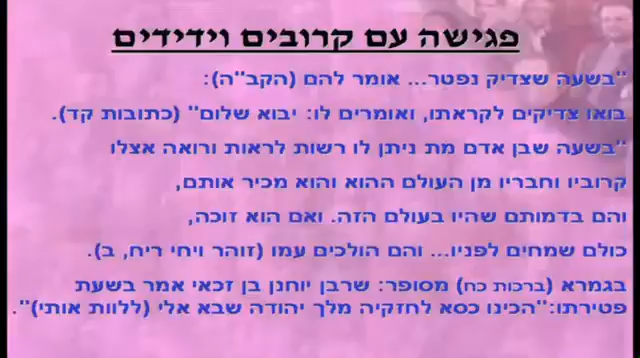 פגישה עם קרובים וידידים
"בשעה שצדיק נפטר... אומר להם (הקב"ה):
בואו צדיקים לקראתו, ואומרים לו: יבוא שלום" (כתובות קד).
"בשעה שבן אדם מת ניתן לו רשות לראות ורואה אצלו
קרוביו וחבריו מן העולם ההוא והוא מכיר אותם,
והם בדמותם שהיו בעולם הזה. ואם הוא זוכה,
כולם שמחים לפניו... והם הולכים עמו (זוהר ויחי ריח, ב).
בגמרא (ברכות כח) מסופר: שרבן יוחנן בן זכאי אמר בשעת
פטירתו:"הכינו כסא לחזקיה מלך יהודה שבא אלי (ללוות אותי)".